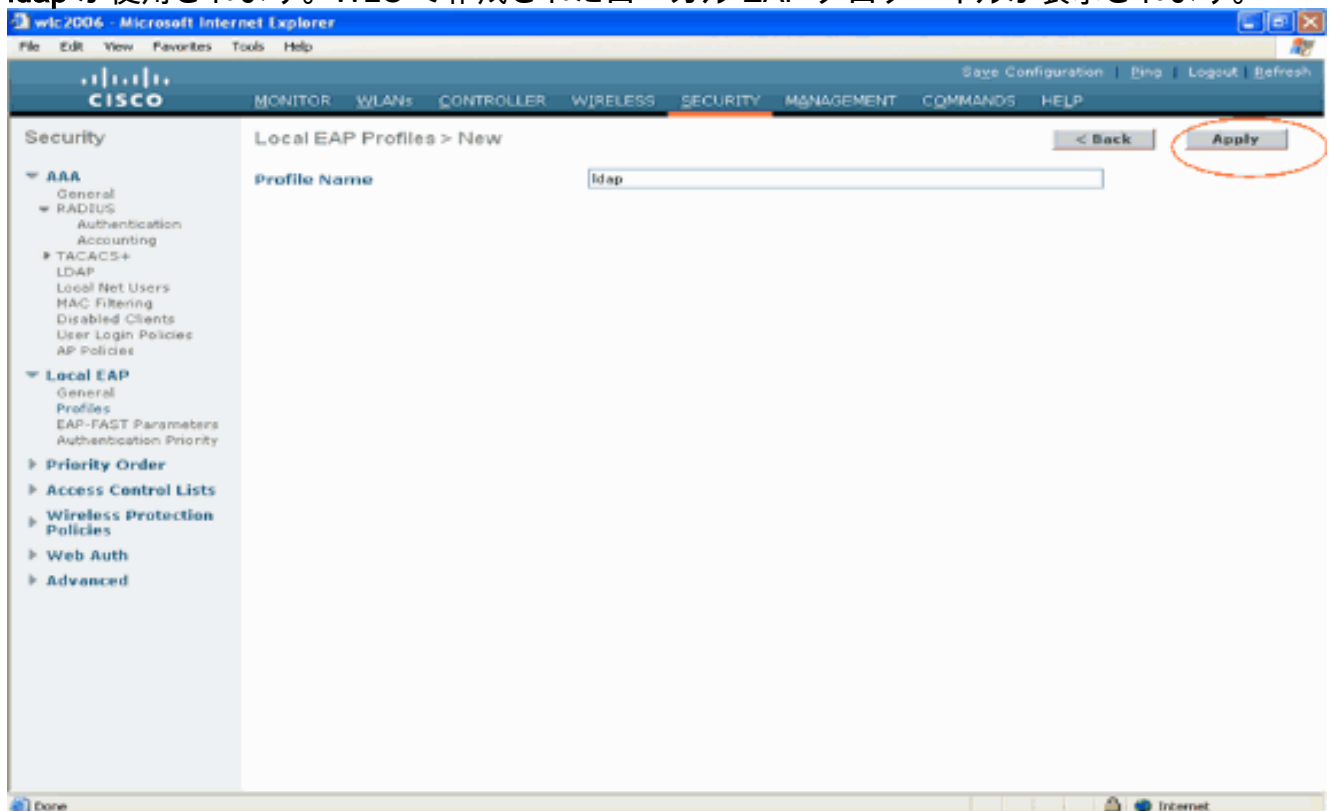 ldap が使用されます。WLC で作成されたローカル EAP プロファイルが表示されます。
wlc2006 - Microsoft Internet Explorer
File Edit View Favorites Tools Help
Save Configuration | Ping | Logout | Refresh
CISCO
MONITOR WLANs CONTROLLER WIRELESS SECURITY MANAGEMENT COMMANDS HELP
Security
Local EAP Profiles > New
< Back
Apply
Profile Name
ldap
AAA
General
RADIUS
Authentication
Accounting
TACACS+
LDAP
Local Net Users
MAC Filtering
Disabled Clients
User Login Policies
AP Policies
Local EAP
General
Profiles
EAP-FAST Parameters
Authentication Priority
Priority Order
Access Control Lists
Wireless Protection
Policies
Web Auth
Advanced
Done
Internet